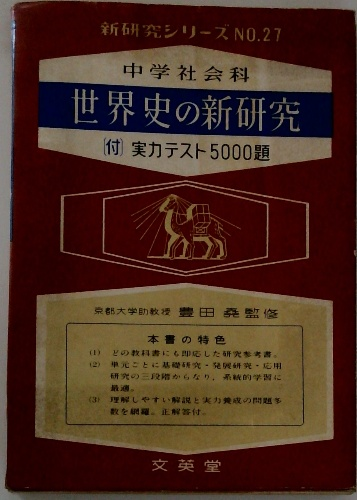 新研究シリーズNO.27
中学社会科
世界史の新研究
〔付〕実力テスト5000題
京都大学助教授 豊田堯監修
本書の特色
(1) どの教科書にも即応した研究参考書。
(2) 単元ごとに基礎研究・発展研究・応用
研究の三段階からなり、系統的学習に
最適。
(3) 理解しやすい解説と実力養成の問題多
数を網羅。正解答付。
文英堂